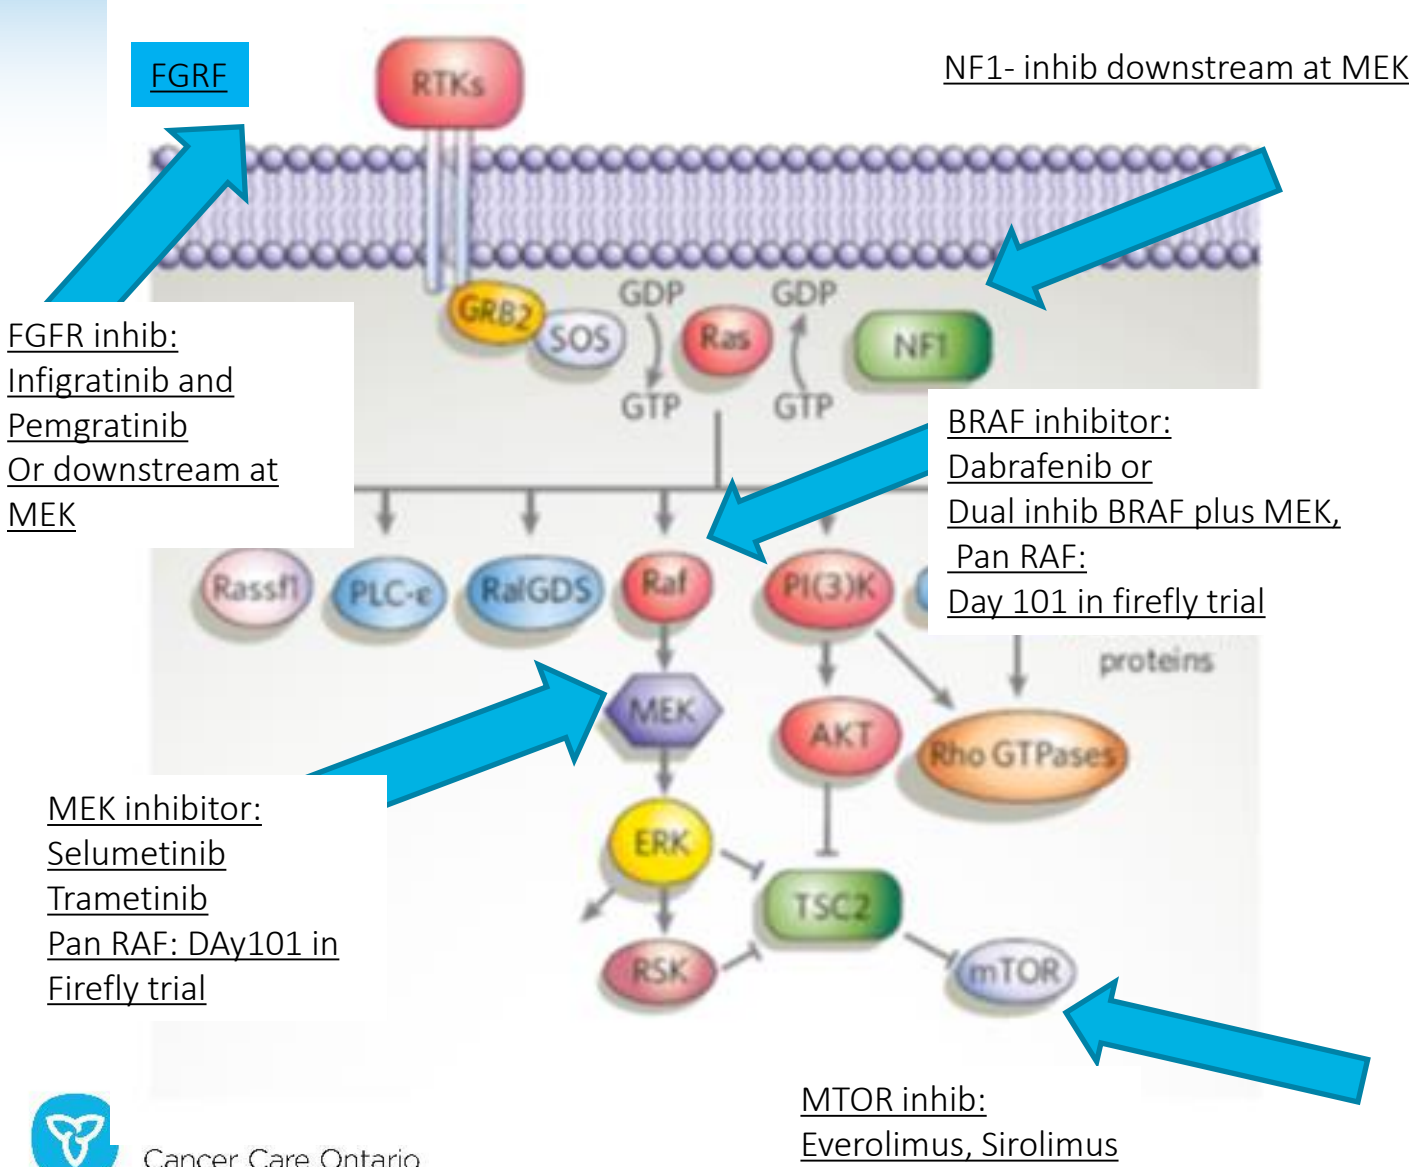 FGRF
RTKs
NF1- inhib downstream at MEK
GRB2
SOS
GDP
GTP
Ras
GDP
GTP
NF1
FGFR inhib:
Infigratinib and
Pemgratinib
Or downstream at
MEK
BRAF inhibitor:
Dabrafenib or
Dual inhib BRAF plus MEK,
Pan RAF:
Day 101 in firefly trial
Rassf1
PLC-ε
RalGDS
Raf
PI(3)K
proteins
MEK
AKT
Rho GTPases
MEK inhibitor:
Selumetinib
Trametinib
Pan RAF: DAy101 in
Firefly trial
ERK
TSC2
RSK
mTOR
MTOR inhib:
Everolimus, Sirolimus
Cancer Care Ontario